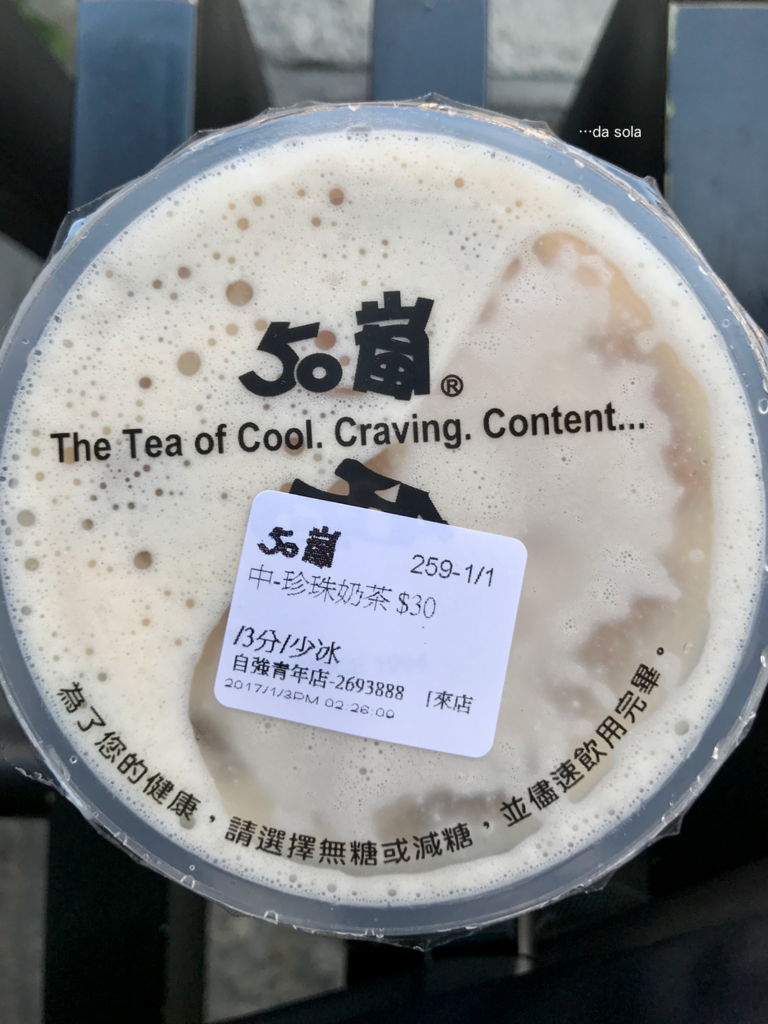 …da sola
50嵐®
The Tea of Cool. Craving. Content...
50嵐
259-1/1
中-珍珠奶茶 $30
/3分/少冰
自強青年店-2693888 [來店
2017/1/3PM 02:26:00
為了您的健康，請選擇無糖或減糖，並儘速飲用完畢。